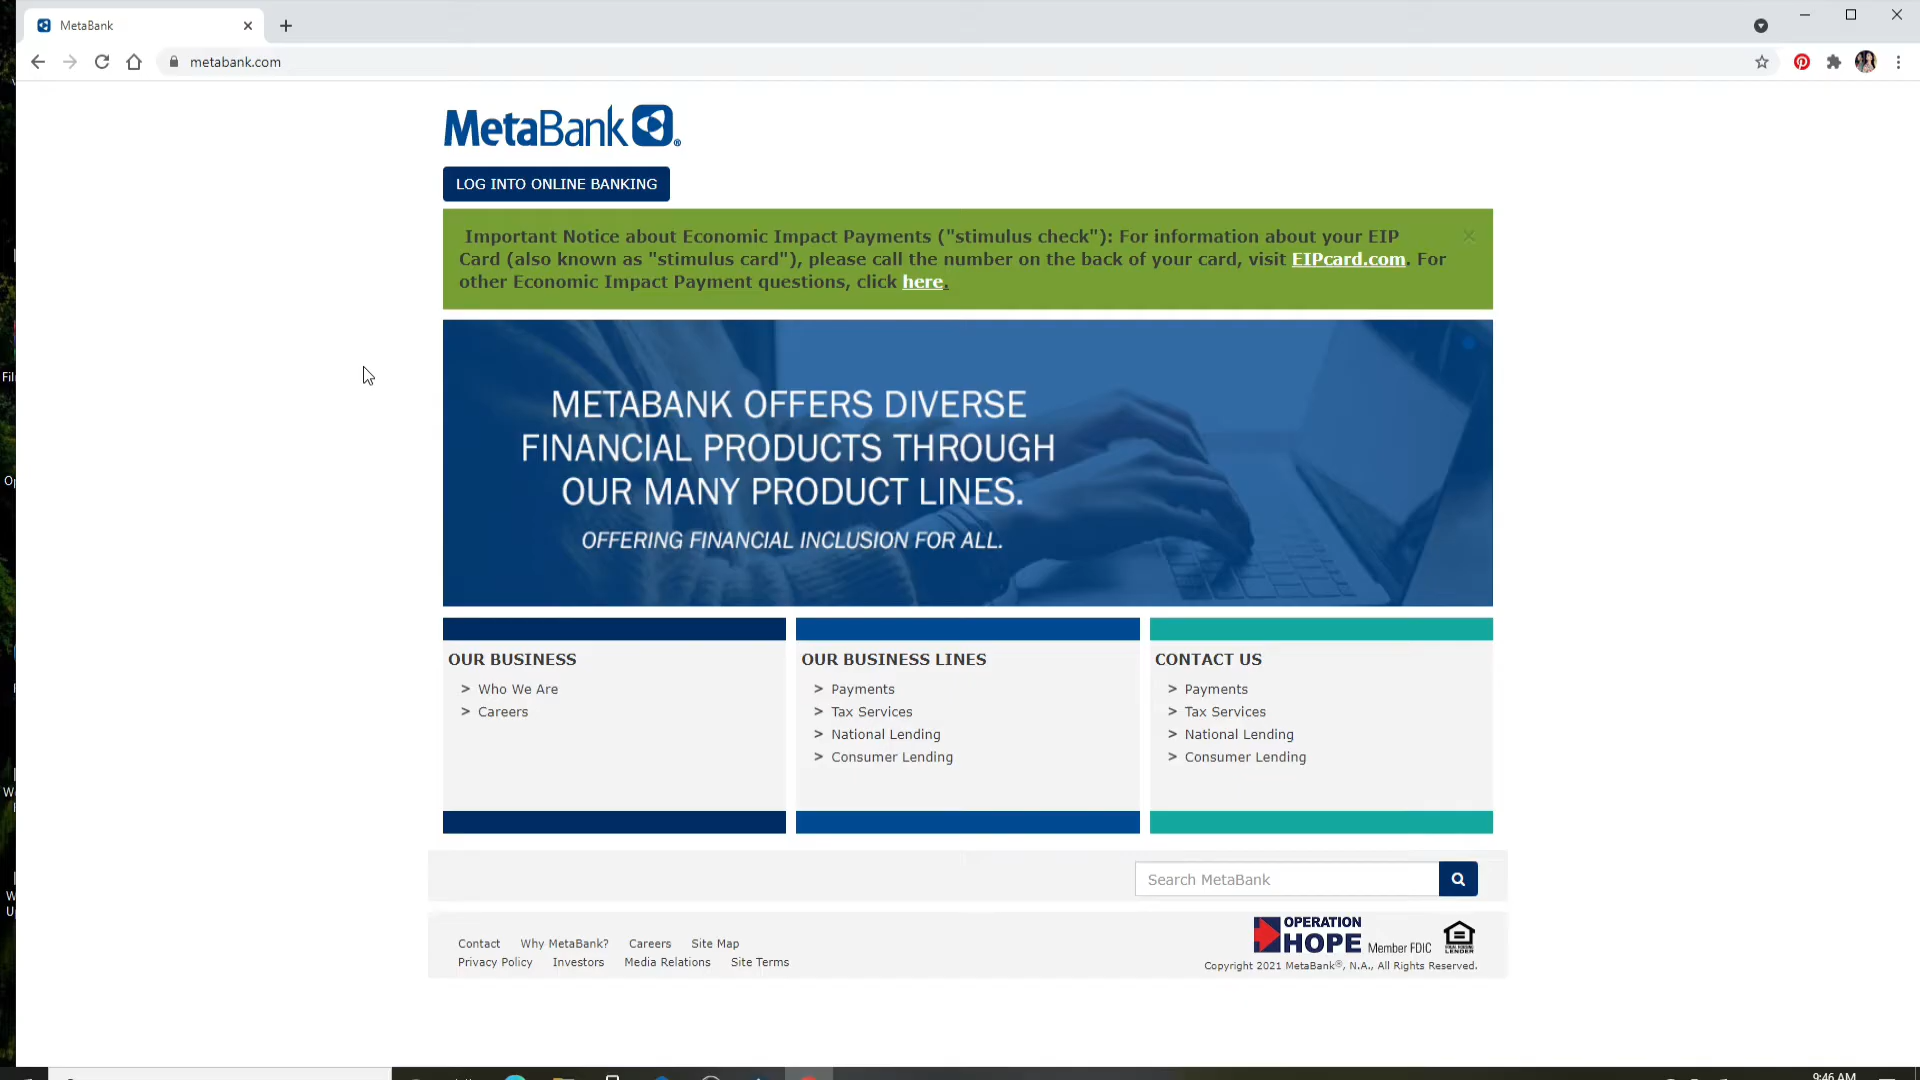 MetaBank
metabank.com
MetaBank
LOG INTO ONLINE BANKING
Important Notice about Economic Impact Payments ("stimulus check"): For information about your EIP
Card (also known as "stimulus card"), please call the number on the back of your card, visit EIPcard.com. For
other Economic Impact Payment questions, click here.
METABANK OFFERS DIVERSE
FINANCIAL PRODUCTS THROUGH
OUR MANY PRODUCT LINES.
OFFERING FINANCIAL INCLUSION FOR ALL.
OUR BUSINESS
> Who We Are
> Careers
OUR BUSINESS LINES
> Payments
> Tax Services
> National Lending
> Consumer Lending
CONTACT US
> Payments
> Tax Services
> National Lending
> Consumer Lending
Search MetaBank
Contact Why MetaBank? Careers Site Map
Privacy Policy Investors Media Relations Site Terms
OPERATION
HOPE
Member FDIC
Copyright 2021 MetaBank®, N.A., All Rights Reserved.
9:46 AM